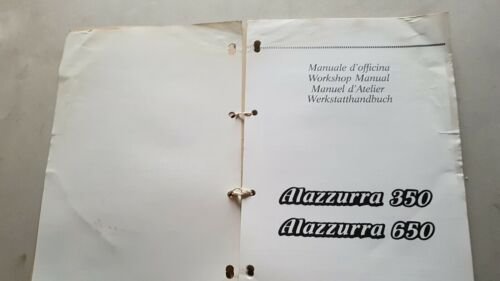 Manuale d'officina
Workshop Manual
Manuel d'Atelier
Werkstatthandbuch
Alazzurra 350
Alazzurra 650